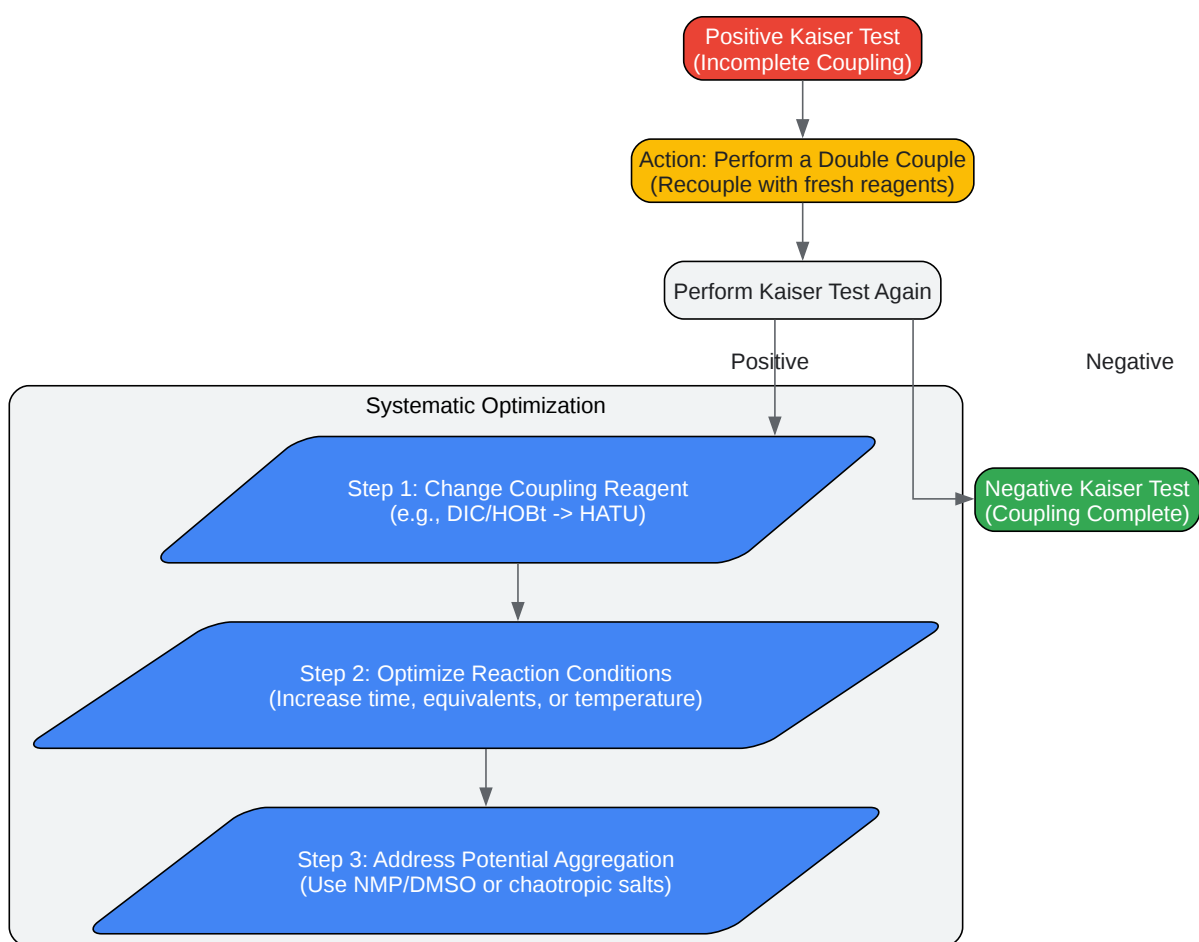 Positive Kaiser Test
(Incomplete Coupling)
Action: Perform a Double Couple
(Recouple with fresh reagents)
Perform Kaiser Test Again
Positive
Negative
Systematic Optimization
Step 1: Change Coupling Reagent
(e.g., DIC/HOBt -> HATU)
Negative Kaiser Test
(Coupling Complete)
Step 2: Optimize Reaction Conditions
(Increase time, equivalents, or temperature)
Step 3: Address Potential Aggregation
(Use NMP/DMSO or chaotropic salts)